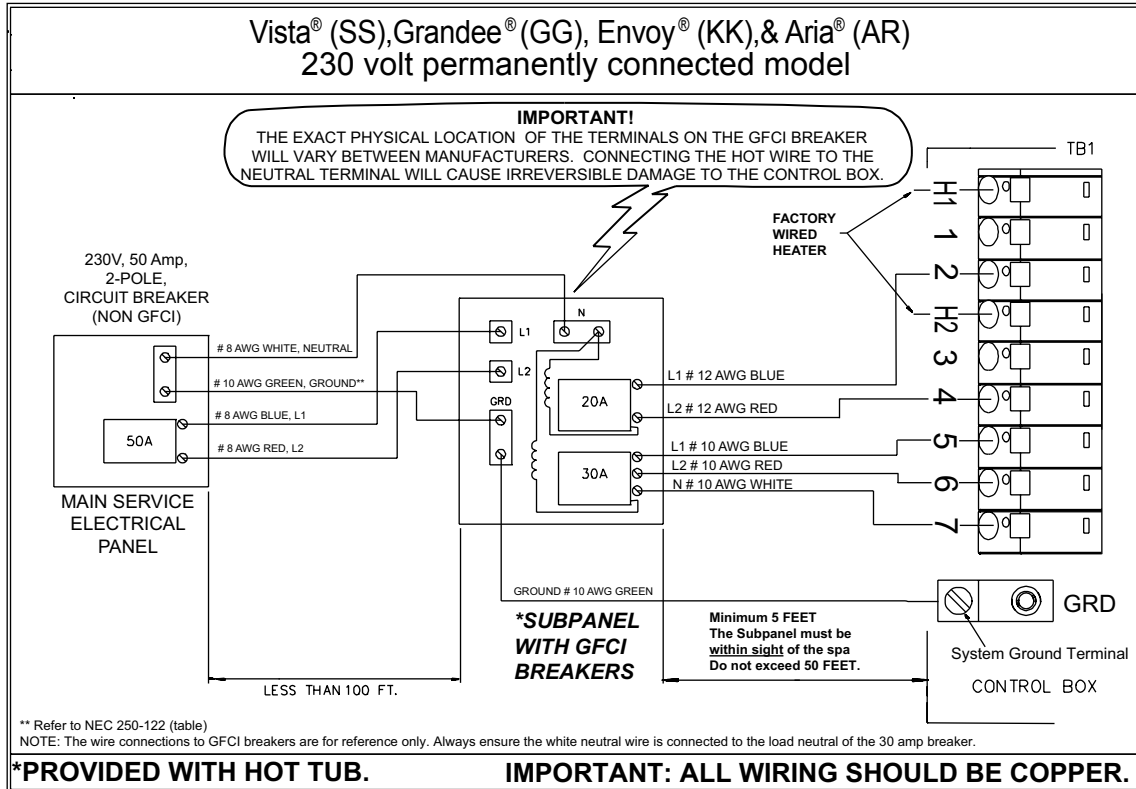 Vista® (SS),Grandee® (GG), Envoy® (KK),& Aria® (AR)
230 volt permanently connected model
IMPORTANT!
THE EXACT PHYSICAL LOCATION OF THE TERMINALS ON THE GFCI BREAKER
WILL VARY BETWEEN MANUFACTURERS. CONNECTING THE HOT WIRE TO THE
NEUTRAL TERMINAL WILL CAUSE IRREVERSIBLE DAMAGE TO THE CONTROL BOX.
TB1
H1
1
2
H2
3
4
5
6
7
FACTORY
WIRED
HEATER
230V, 50 Amp,
2-POLE,
CIRCUIT BREAKER
(NON GFCI)
# 8 AWG WHITE, NEUTRAL
# 10 AWG GREEN, GROUND**
# 8 AWG BLUE, L1
# 8 AWG RED, L2
50A
MAIN SERVICE
ELECTRICAL
PANEL
N
L1
L2
GRD
20A
30A
L1 # 12 AWG BLUE
L2 # 12 AWG RED
L1 # 10 AWG BLUE
L2 # 10 AWG RED
N # 10 AWG WHITE
GROUND # 10 AWG GREEN
*SUBPANEL
WITH GFCI
BREAKERS
Minimum 5 FEET
The Subpanel must be
within sight of the spa
Do not exceed 50 FEET.
GRD
System Ground Terminal
CONTROL BOX
LESS THAN 100 FT.
** Refer to NEC 250-122 (table)
NOTE: The wire connections to GFCI breakers are for reference only. Always ensure the white neutral wire is connected to the load neutral of the 30 amp breaker.
*PROVIDED WITH HOT TUB.
IMPORTANT: ALL WIRING SHOULD BE COPPER.